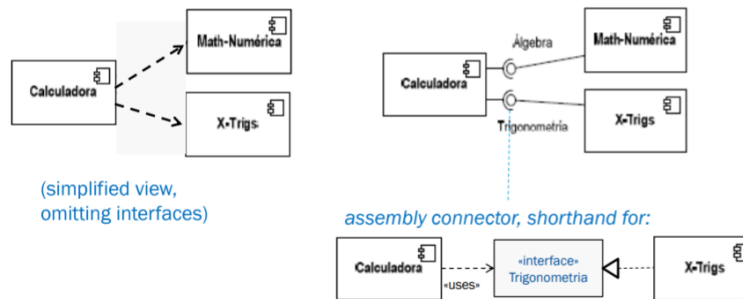 Math-Numérica
Calculadora
X-Trigs
(simplified view,
omitting interfaces)
Álgebra
Math-Numérica
Calculadora
Trigonometría
X-Trigs
assembly connector, shorthand for:
Calculadora
«uses»
«interface»
Trigonometria
X-Trigs